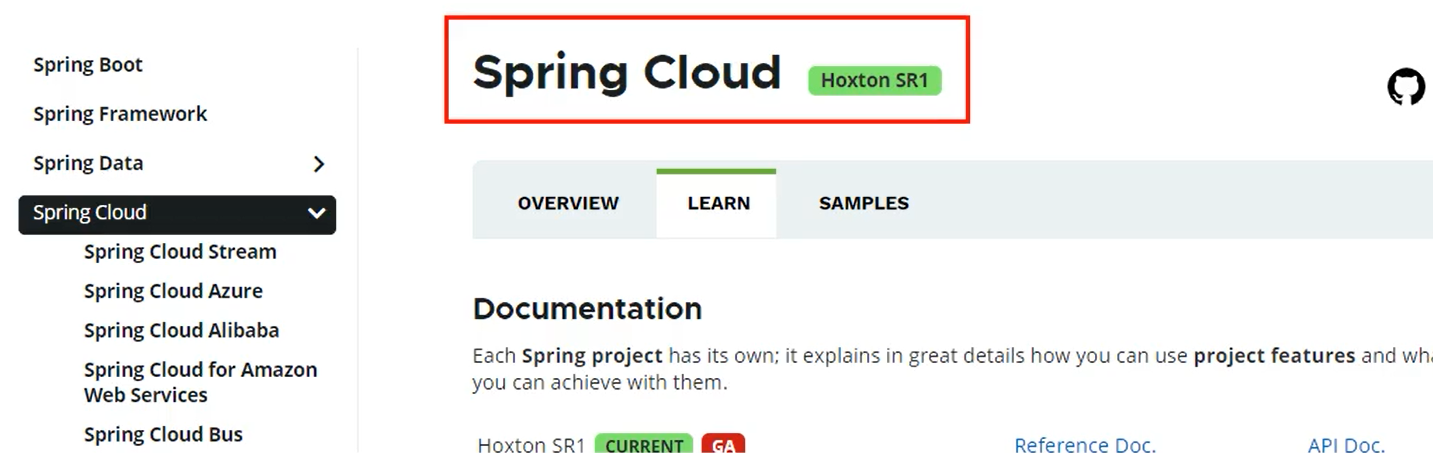 Spring Boot
Spring Framework
Spring Data
Spring Cloud
Spring Cloud Stream
Spring Cloud Azure
Spring Cloud Alibaba
Spring Cloud for Amazon
Web Services
Spring Cloud Bus
Spring Cloud Hoxton SR1
OVERVIEW LEARN SAMPLES
Documentation
Each Spring project has its own; it explains in great details how you can use project features and wha
you can achieve with them.
Hoxton SR1 CURRENT GA Reference Doc. API Doc.